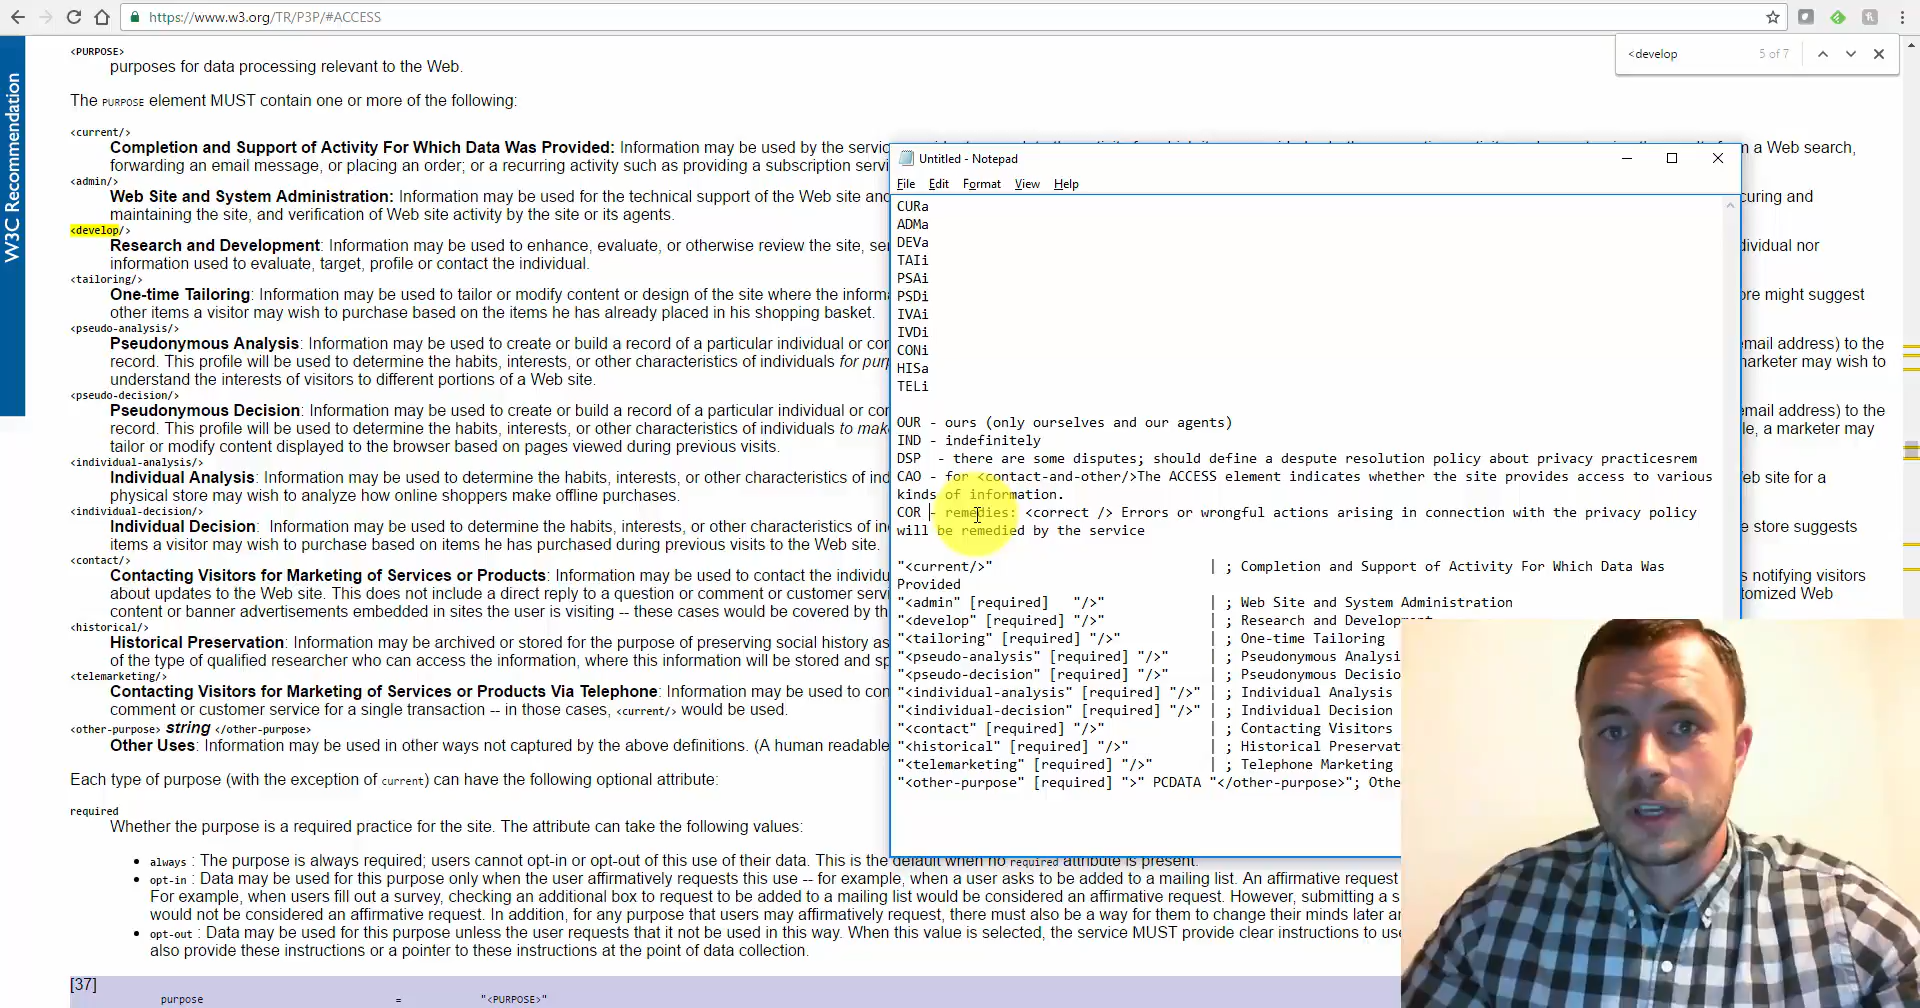 https://www.w3.org/TR/P3P/#ACCESS
<develop
5 of 7
W3C Recommendation
<PURPOSE>
purposes for data processing relevant to the Web.
The PURPOSE element MUST contain one or more of the following:
<current/>
Completion and Support of Activity For Which Data Was Provided: Information may be used by the servic
a Web search,
forwarding an email message, or placing an order; or a recurring activity such as providing a subscription servi
<admin/>
Web Site and System Administration: Information may be used for the technical support of the Web site and
curing and
maintaining the site, and verification of Web site activity by the site or its agents.
<develop/>
Research and Development: Information may be used to enhance, evaluate, or otherwise review the site, se
dividual nor
information used to evaluate, target, profile or contact the individual.
<tailoring/>
One-time Tailoring: Information may be used to tailor or modify content or design of the site where the inform
ore might suggest
other items a visitor may wish to purchase based on the items he has already placed in his shopping basket.
<pseudo-analysis/>
Pseudonymous Analysis: Information may be used to create or build a record of a particular individual or co
email address) to the
record. This profile will be used to determine the habits, interests, or other characteristics of individuals for purp
narketer may wish to
understand the interests of visitors to different portions of a Web site.
<pseudo-decision/>
Pseudonymous Decision: Information may be used to create or build a record of a particular individual or co
email address) to the
record. This profile will be used to determine the habits, interests, or other characteristics of individuals to make
le, a marketer may
tailor or modify content displayed to the browser based on pages viewed during previous visits.
<individual-analysis/>
Individual Analysis: Information may be used to determine the habits, interests, or other characteristics of ind
eb site for a
physical store may wish to analyze how online shoppers make offline purchases.
<individual-decision/>
Individual Decision: Information may be used to determine the habits, interests, or other characteristics of ind
e store suggests
items a visitor may wish to purchase based on items he has purchased during previous visits to the Web site.
<contact/>
Contacting Visitors for Marketing of Services or Products: Information may be used to contact the individu
s notifying visitors
about updates to the Web site. This does not include a direct reply to a question or comment or customer serv
tomized Web
content or banner advertisements embedded in sites the user is visiting -- these cases would be covered by th
<historical/>
Historical Preservation: Information may be archived or stored for the purpose of preserving social history as
of the type of qualified researcher who can access the information, where this information will be stored and sp
<telemarketing/>
Contacting Visitors for Marketing of Services or Products Via Telephone: Information may be used to con
comment or customer service for a single transaction -- in those cases, <current/> would be used.
<other-purpose> string </other-purpose>
Other Uses: Information may be used in other ways not captured by the above definitions. (A human readable
Each type of purpose (with the exception of current) can have the following optional attribute:
required
Whether the purpose is a required practice for the site. The attribute can take the following values:
• always : The purpose is always required; users cannot opt-in or opt-out of this use of their data. This is the default when no required attribute is present.
• opt-in : Data may be used for this purpose only when the user affirmatively requests this use -- for example, when a user asks to be added to a mailing list. An affirmative request
For example, when users fill out a survey, checking an additional box to request to be added to a mailing list would be considered an affirmative request. However, submitting a s
would not be considered an affirmative request. In addition, for any purpose that users may affirmatively request, there must also be a way for them to change their minds later an
• opt-out : Data may be used for this purpose unless the user requests that it not be used in this way. When this value is selected, the service MUST provide clear instructions to use
also provide these instructions or a pointer to these instructions at the point of data collection.
[37]
purpose = "<PURPOSE>"
Untitled - Notepad
File Edit Format View Help
CURa
ADMa
DEVa
TAIi
PSAi
PSDi
IVAi
IVDi
CONi
HISa
TELi
OUR - ours (only ourselves and our agents)
IND - indefinitely
DSP - there are some disputes; should define a despute resolution policy about privacy practicesrem
CAO - for <contact-and-other/>The ACCESS element indicates whether the site provides access to various
kinds of information.
COR - remedies: <correct /> Errors or wrongful actions arising in connection with the privacy policy
will be remedied by the service
"<current/>" | ; Completion and Support of Activity For Which Data Was
Provided
"<admin" [required] "/>" | ; Web Site and System Administration
"<develop" [required] "/>" | ; Research and Development
"<tailoring" [required] "/>" | ; One-time Tailoring
"<pseudo-analysis" [required] "/>" | ; Pseudonymous Analysi
"<pseudo-decision" [required] "/>" | ; Pseudonymous Decisio
"<individual-analysis" [required] "/>" | ; Individual Analysis
"<individual-decision" [required] "/>" | ; Individual Decision
"<contact" [required] "/>" | ; Contacting Visitors
"<historical" [required] "/>" | ; Historical Preservat
"<telemarketing" [required] "/>" | ; Telephone Marketing
"<other-purpose" [required] ">" PCDATA "</other-purpose>"; Othe